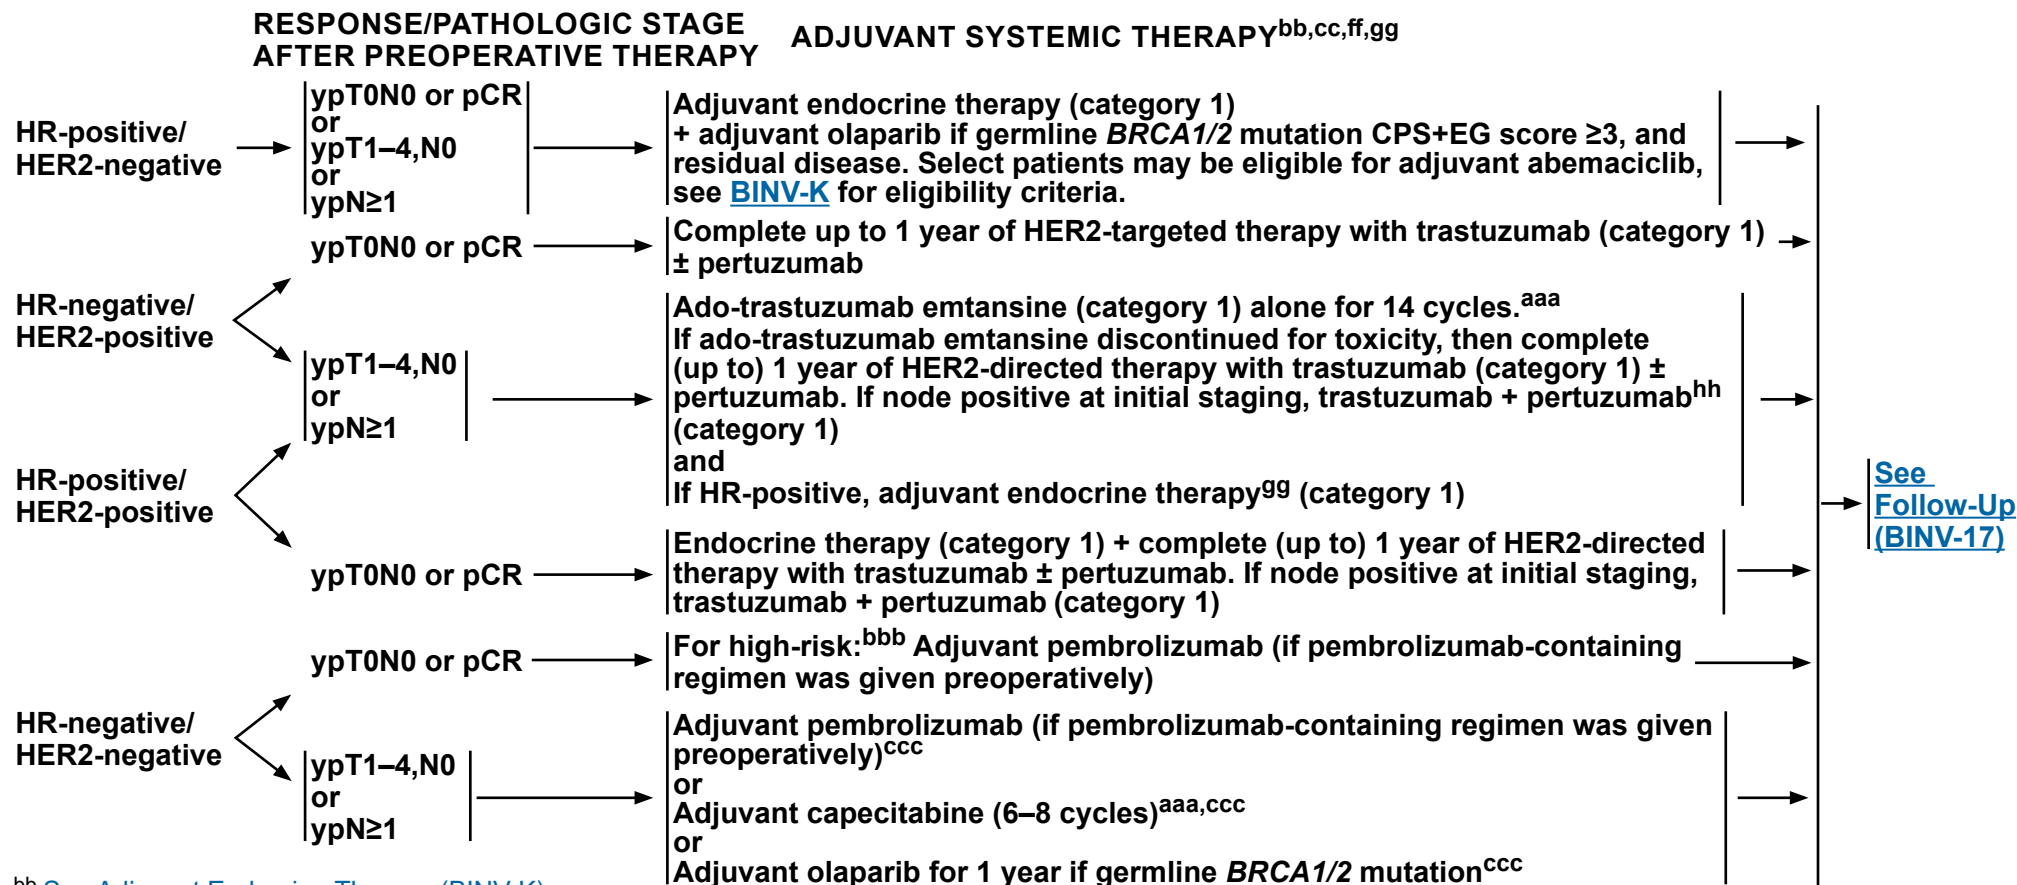 RESPONSE/PATHOLOGIC STAGE
AFTER PREOPERATIVE THERAPY
ADJUVANT SYSTEMIC THERAPYbb,cc,ff,gg
HR-positive/
HER2-negative
ypT0N0 or pCR
or
ypT1–4,N0
or
ypN≥1
Adjuvant endocrine therapy (category 1)
+ adjuvant olaparib if germline BRCA1/2 mutation CPS+EG score ≥3, and
residual disease. Select patients may be eligible for adjuvant abemaciclib,
see BINV-K for eligibility criteria.
HR-negative/
HER2-positive
ypT0N0 or pCR
Complete up to 1 year of HER2-targeted therapy with trastuzumab (category 1)
± pertuzumab
ypT1–4,N0
or
ypN≥1
Ado-trastuzumab emtansine (category 1) alone for 14 cycles.aaa
If ado-trastuzumab emtansine discontinued for toxicity, then complete
(up to) 1 year of HER2-directed therapy with trastuzumab (category 1) ±
pertuzumab. If node positive at initial staging, trastuzumab + pertuzumabhh
(category 1)
and
If HR-positive, adjuvant endocrine therapygg (category 1)
HR-positive/
HER2-positive
ypT0N0 or pCR
Endocrine therapy (category 1) + complete (up to) 1 year of HER2-directed
therapy with trastuzumab ± pertuzumab. If node positive at initial staging,
trastuzumab + pertuzumab (category 1)
See
Follow-Up
(BINV-17)
HR-negative/
HER2-negative
ypT0N0 or pCR
For high-risk:bbb Adjuvant pembrolizumab (if pembrolizumab-containing
regimen was given preoperatively)
ypT1–4,N0
or
ypN≥1
Adjuvant pembrolizumab (if pembrolizumab-containing regimen was given
preoperatively)ccc
or
Adjuvant capecitabine (6–8 cycles)aaa,ccc
or
Adjuvant olaparib for 1 year if germline BRCA1/2 mutationccc
bb